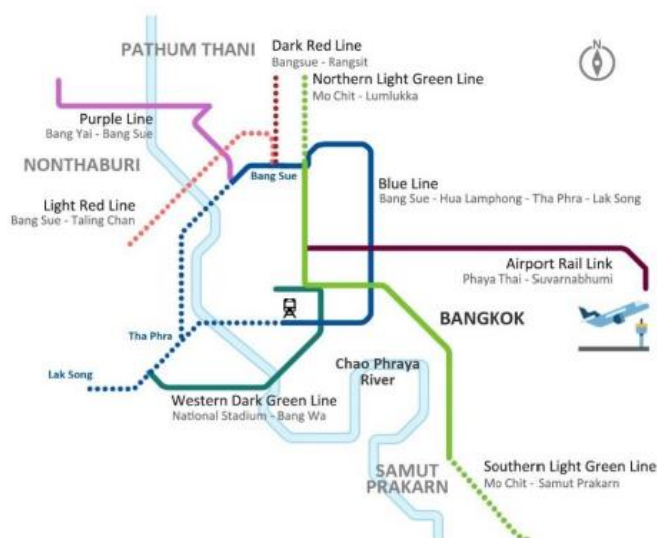 PATHUM THANI
Dark Red Line
Bangsue - Rangsit
N
Northern Light Green Line
Mo Chit - Lumlukka
Purple Line
Bang Yai - Bang Sue
NONTHABURI
Bang Sue
Blue Line
Bang Sue - Hua Lamphong - Tha Phra - Lak Song
Light Red Line
Bang Sue - Taling Chan
Airport Rail Link
Phaya Thai - Suvarnabhumi
BANGKOK
Tha Phra
Chao Phraya
River
Lak Song
Western Dark Green Line
National Stadium - Bang Wa
SAMUT
PRAKARN
Southern Light Green Line
Mo Chit - Samut Prakarn